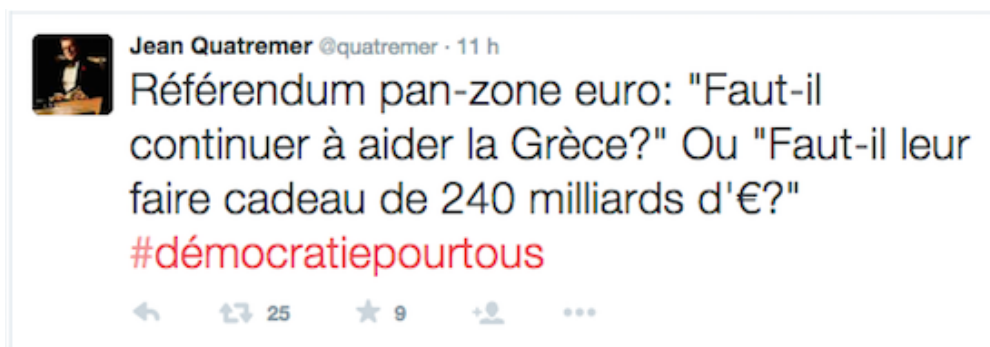 Jean Quatremer @quatremer · 11 h
Référendum pan-zone euro: "Faut-il
continuer à aider la Grèce?" Ou "Faut-il leur
faire cadeau de 240 milliards d'€?"
#démocratiepourtous
25 9